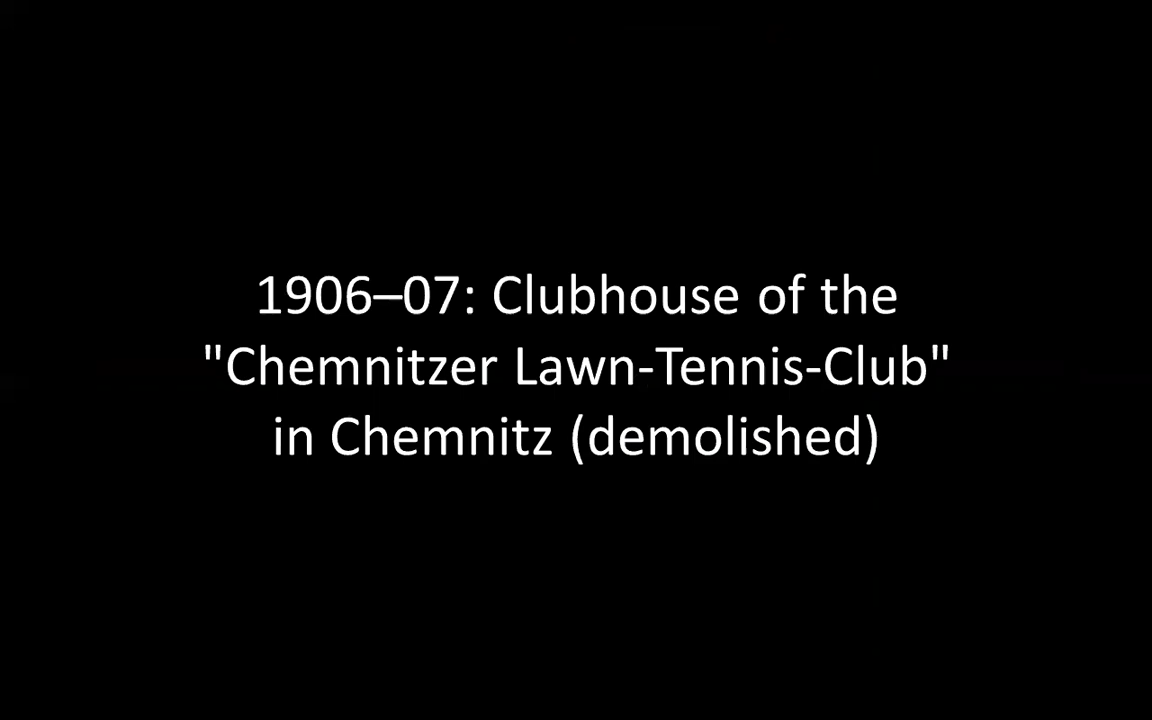 1906–07: Clubhouse of the
"Chemnitzer Lawn-Tennis-Club"
in Chemnitz (demolished)